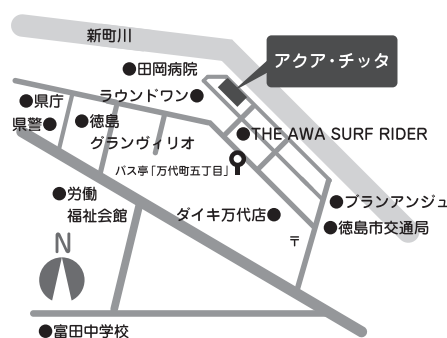 新町川
アクア・チッタ
●田岡病院
ラウンドワン●
●県庁
県警●
●徳島
グランヴィリオ
●THE AWA SURF RIDER
バス亭「万代町五丁目」
●労働
福祉会館
ダイキ万代店●
●ブランアンジュ
●徳島市交通局
〒
N
●富田中学校